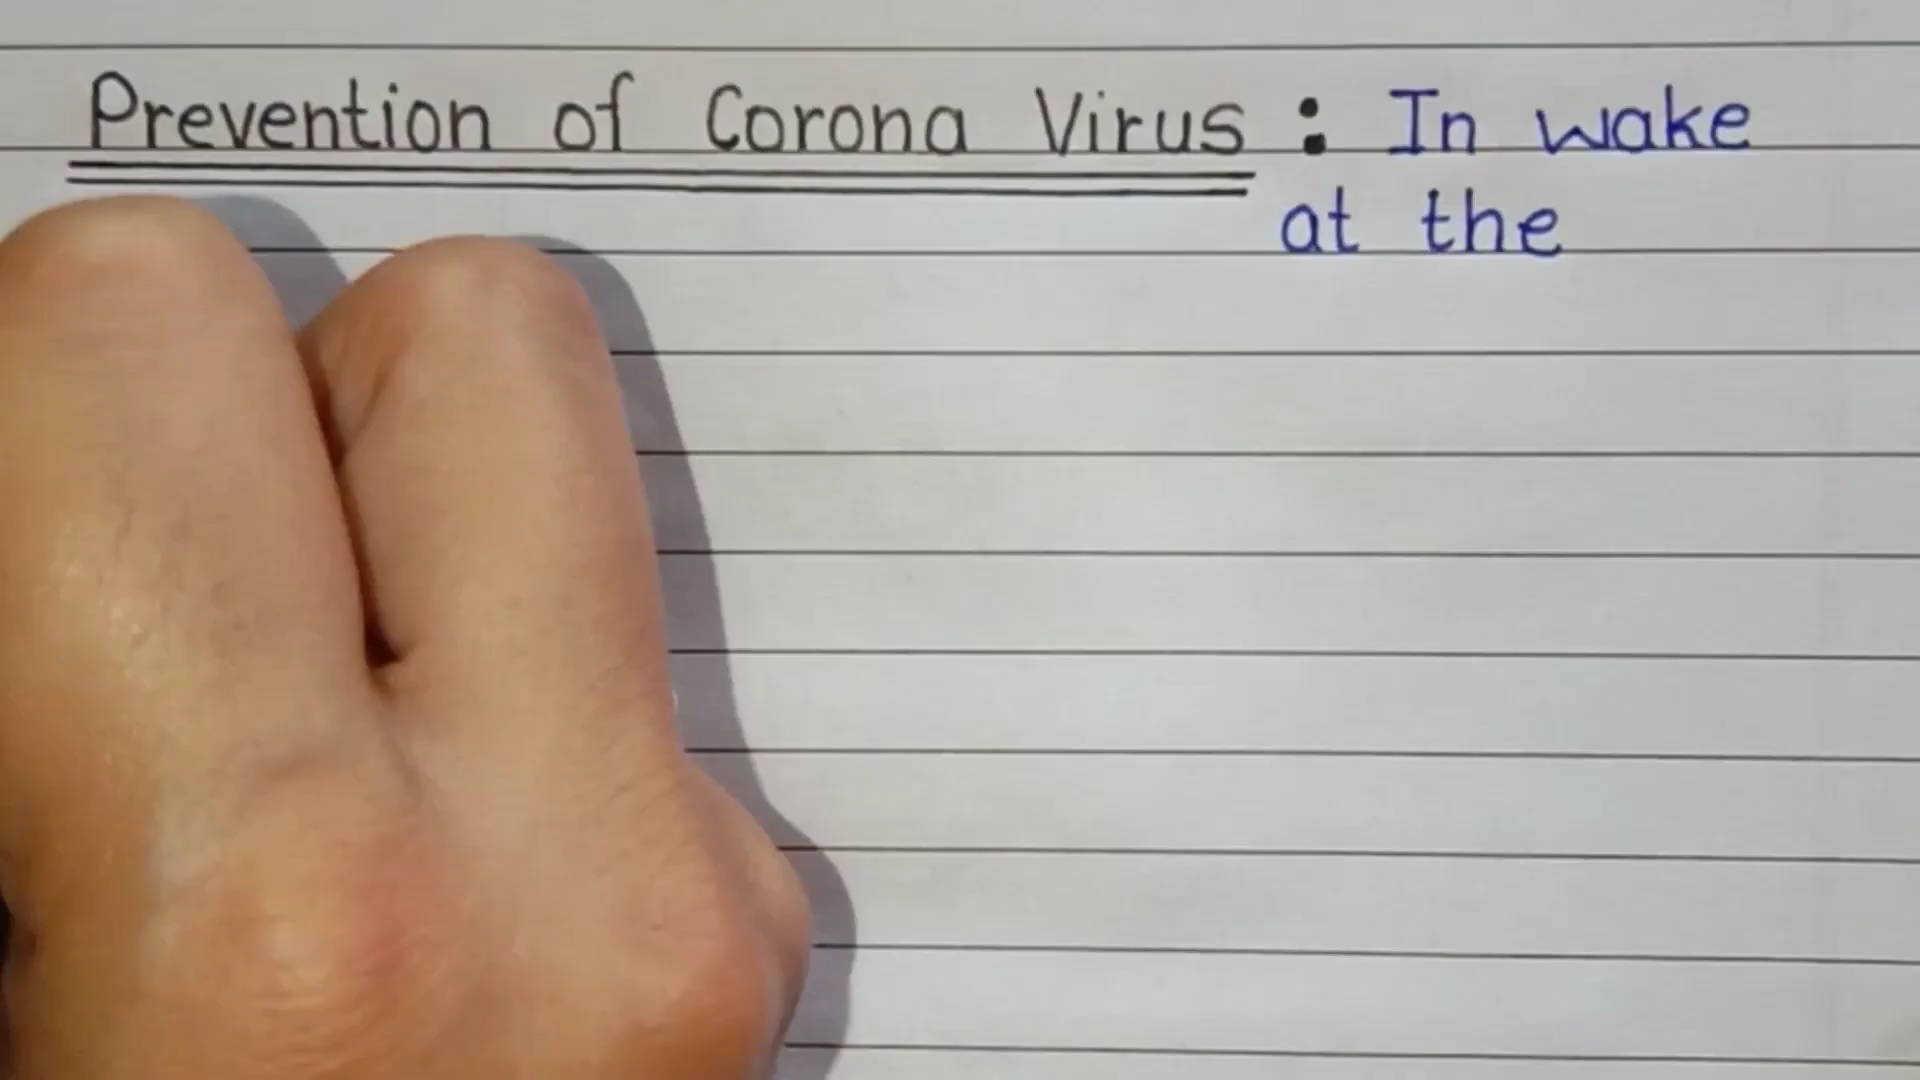 Prevention of Corona Virus : In wake
at the